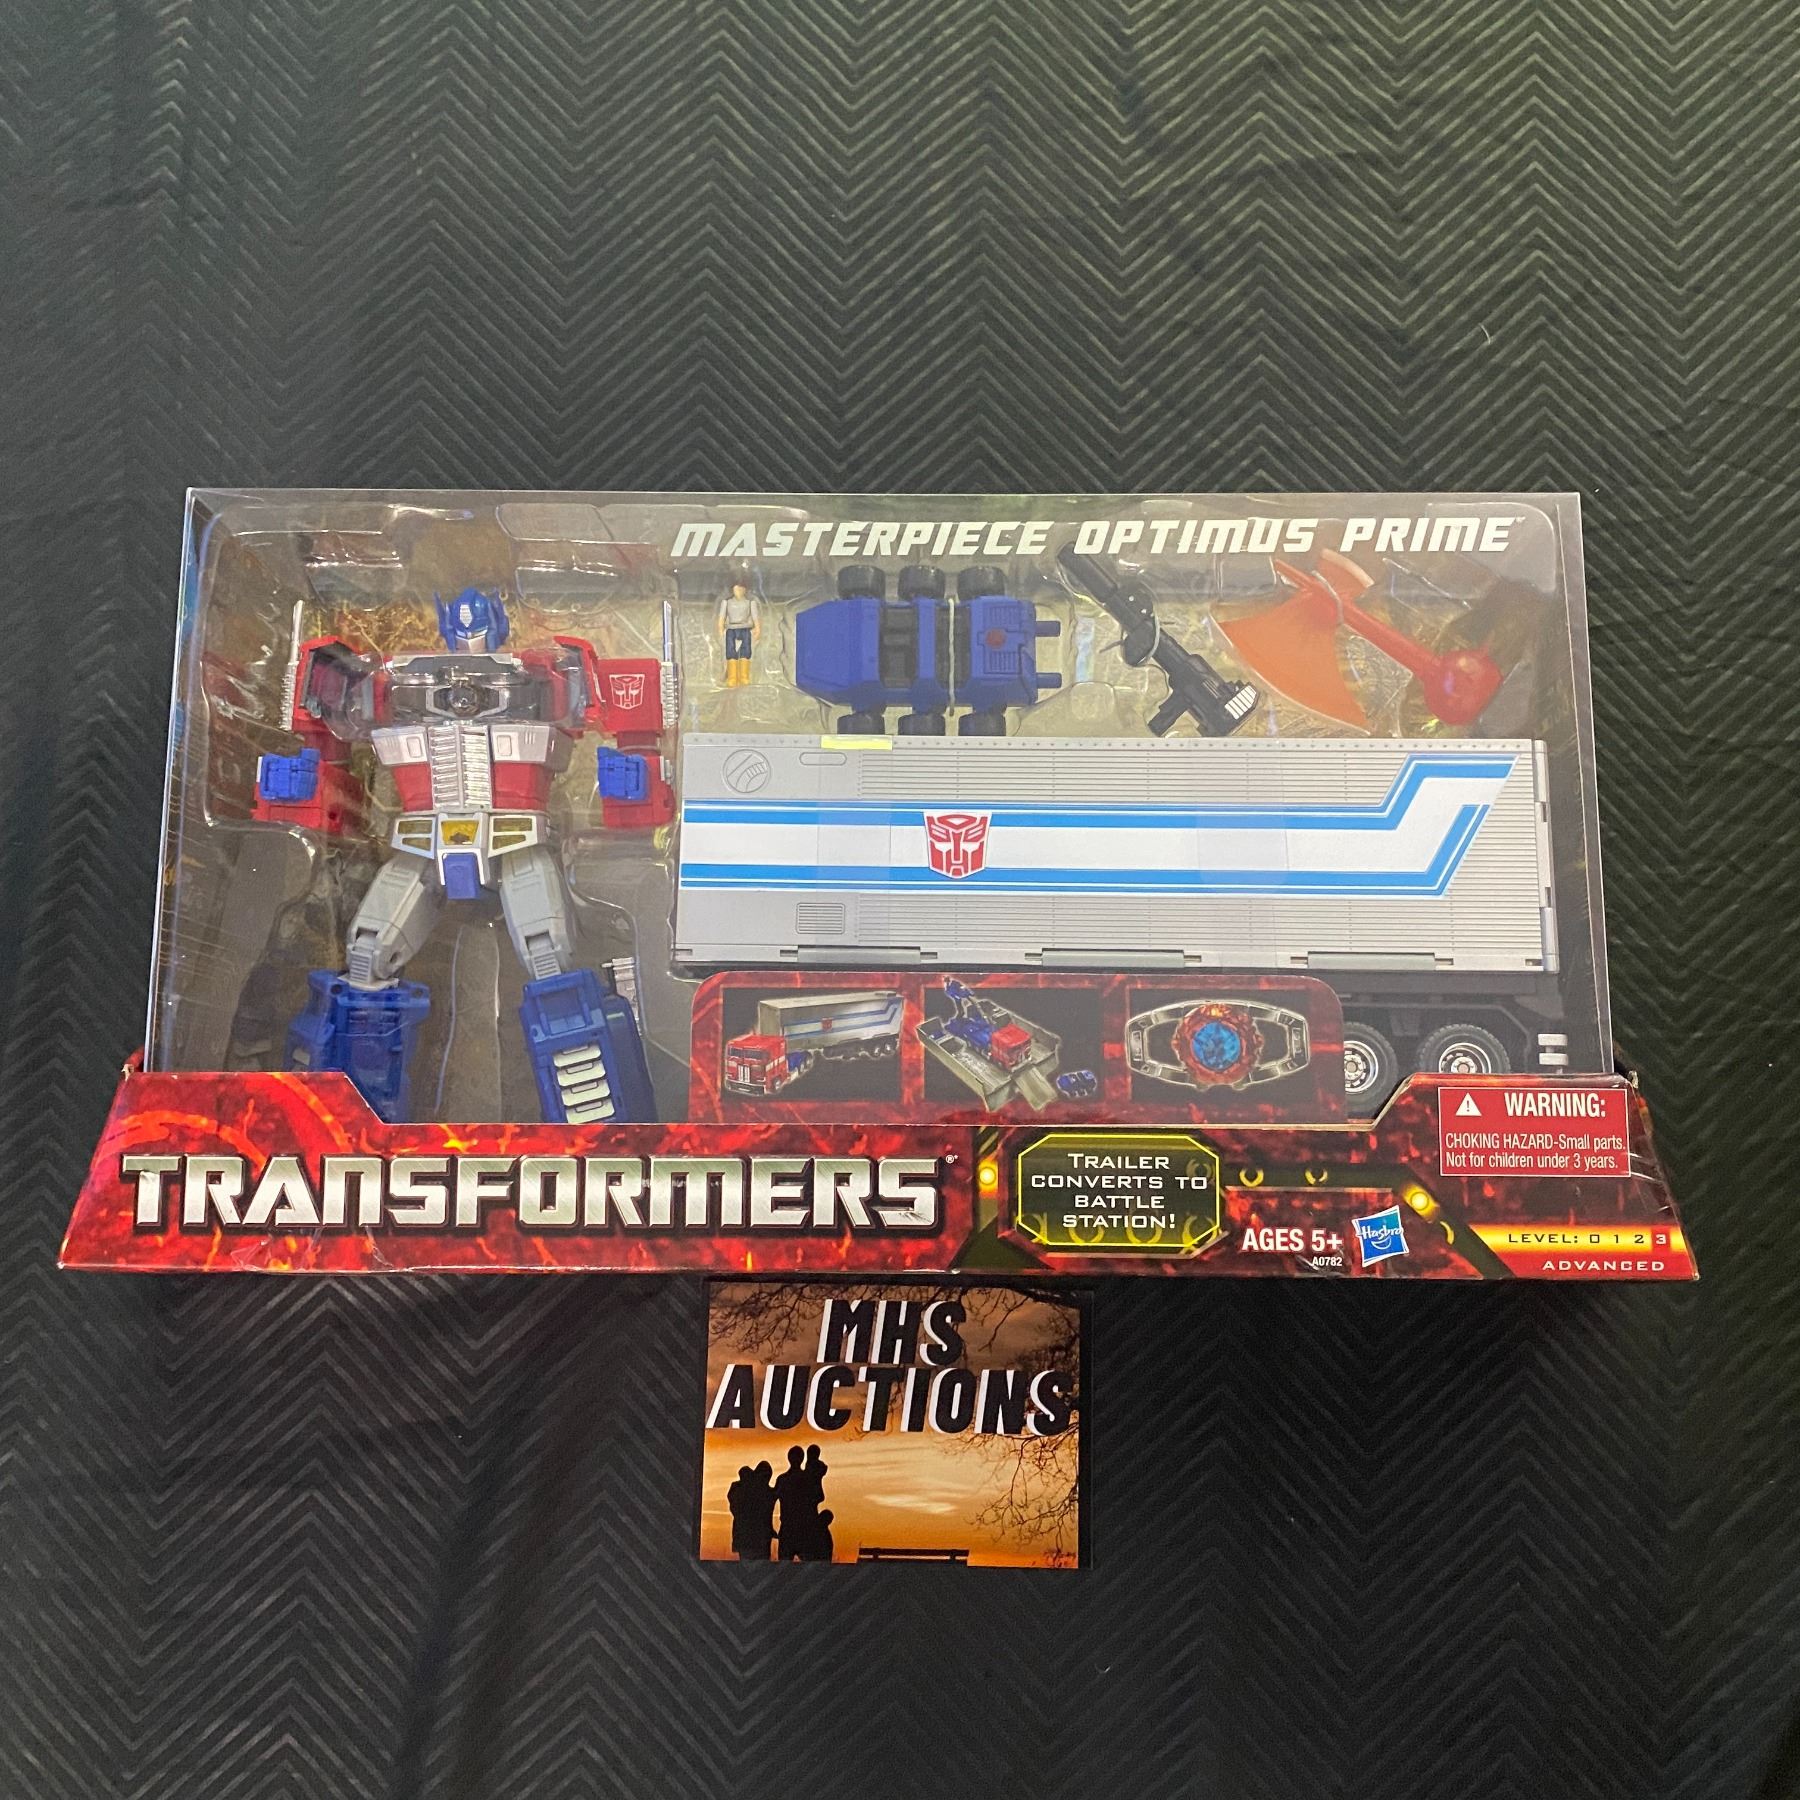 MASTERPIECE OPTIMUS PRIME™
TRANSFORMERS®*
TRAILER
CONVERTS TO
BATTLE
STATION!
AGES 5+
A0782
Hasbro
WARNING:
CHOKING HAZARD-Small parts.
Not for children under 3 years.
LEVEL: 0 1 2 3
ADVANCED
MHS
AUCTIONS